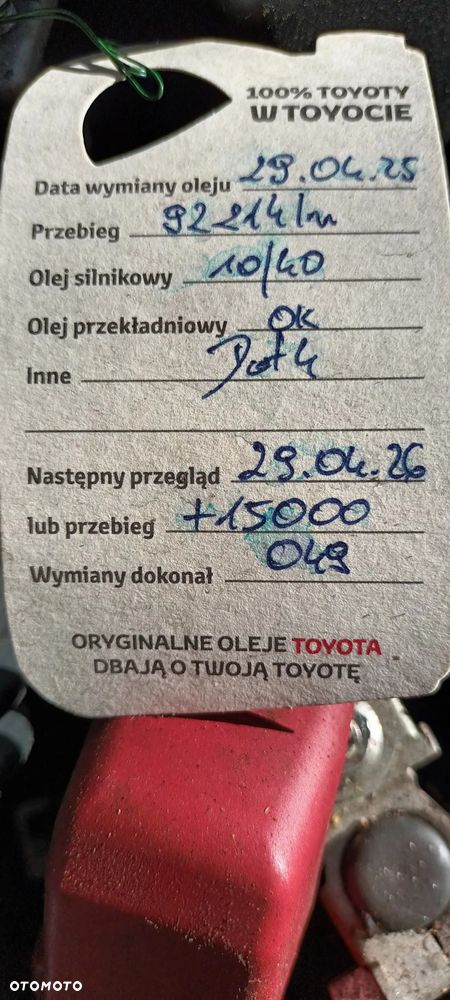 100% TOYOTY
W TOYOCIE
Data wymiany oleju 29.04.25
Przebieg 92214km
Olej silnikowy 10/40
Olej przekładniowy OK
Inne Dot4
Następny przegląd 29.04.26
lub przebieg +15000
Wymiany dokonał 049
ORYGINALNE OLEJE TOYOTA
DBAJĄ O TWOJĄ TOYOTĘ
OTOMOTO